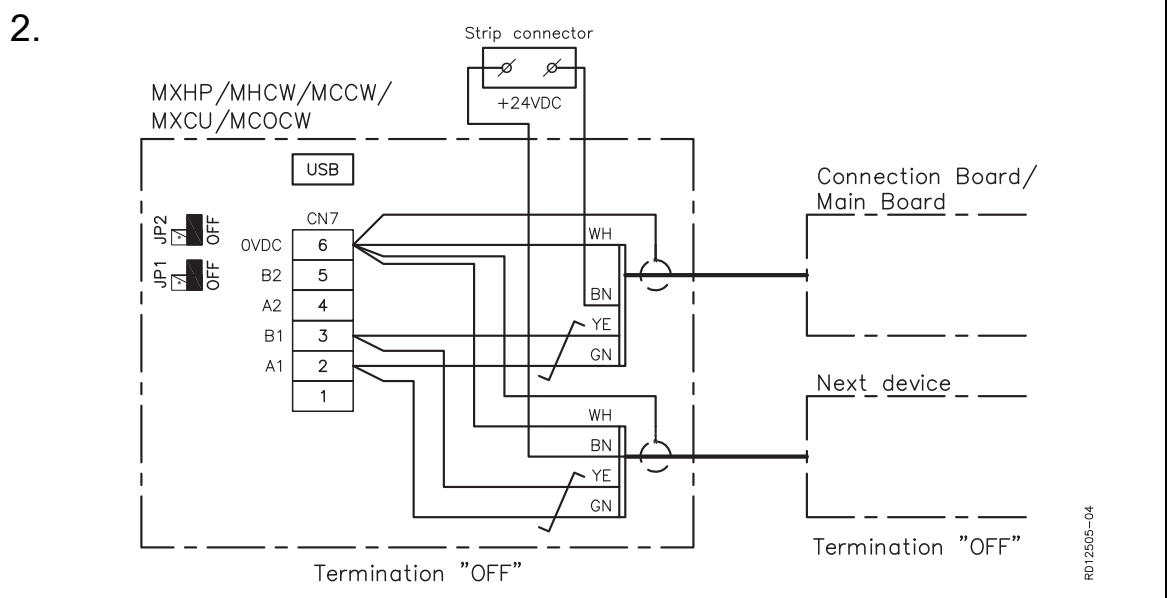 2.
Strip connector
+24VDC
MXHP/MHCW/MCCW/
MXCU/MCOCW
USB
JP2
OFF
JP1
OFF
CN7
0VDC 6
B2 5
A2 4
B1 3
A1 2
1
WH
BN
YE
GN
WH
BN
YE
GN
Connection Board/
Main Board
Next device
Termination "OFF"
Termination "OFF"
RD12505-04